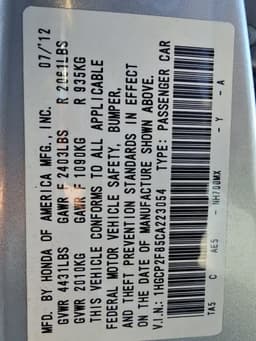 MFD. BY HONDA OF AMERICA MFG., INC. 07/'12
GVWR 4431LBS GAWR F 2403LBS R 2061LBS
GVWR 2010KG GAWR F 1090KG R 935KG
THIS VEHICLE CONFORMS TO ALL APPLICABLE
FEDERAL MOTOR VEHICLE SAFETY, BUMPER,
AND THEFT PREVENTION STANDARDS IN EFFECT
ON THE DATE OF MANUFACTURE SHOWN ABOVE.
V.I.N.: 1HGCP2F85CA223054 TYPE: PASSENGER CAR
TA5 C AE5 - NH700MX - Y - A